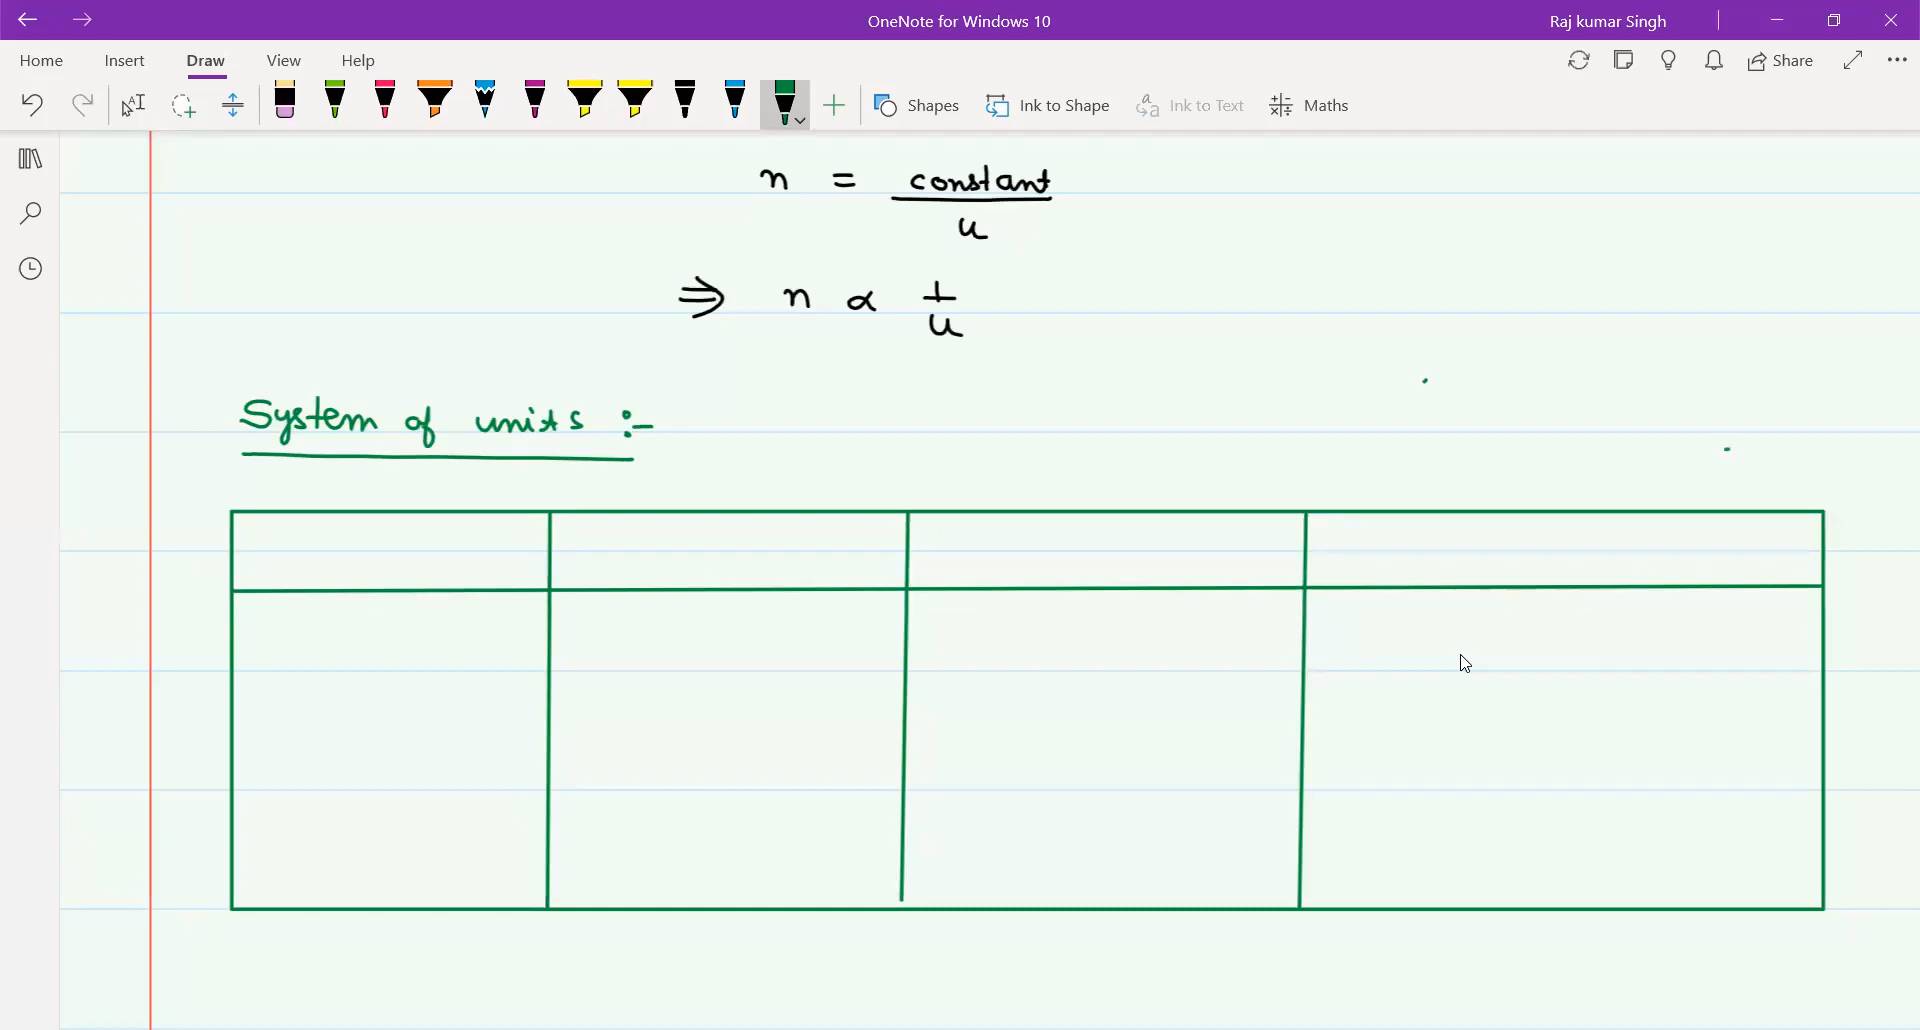 OneNote for Windows 10
Raj kumar Singh
Home Insert Draw View Help
Share
Shapes Ink to Shape Ink to Text Maths
n = constant
u
⇒ n ∝ 1
u
System of units :-